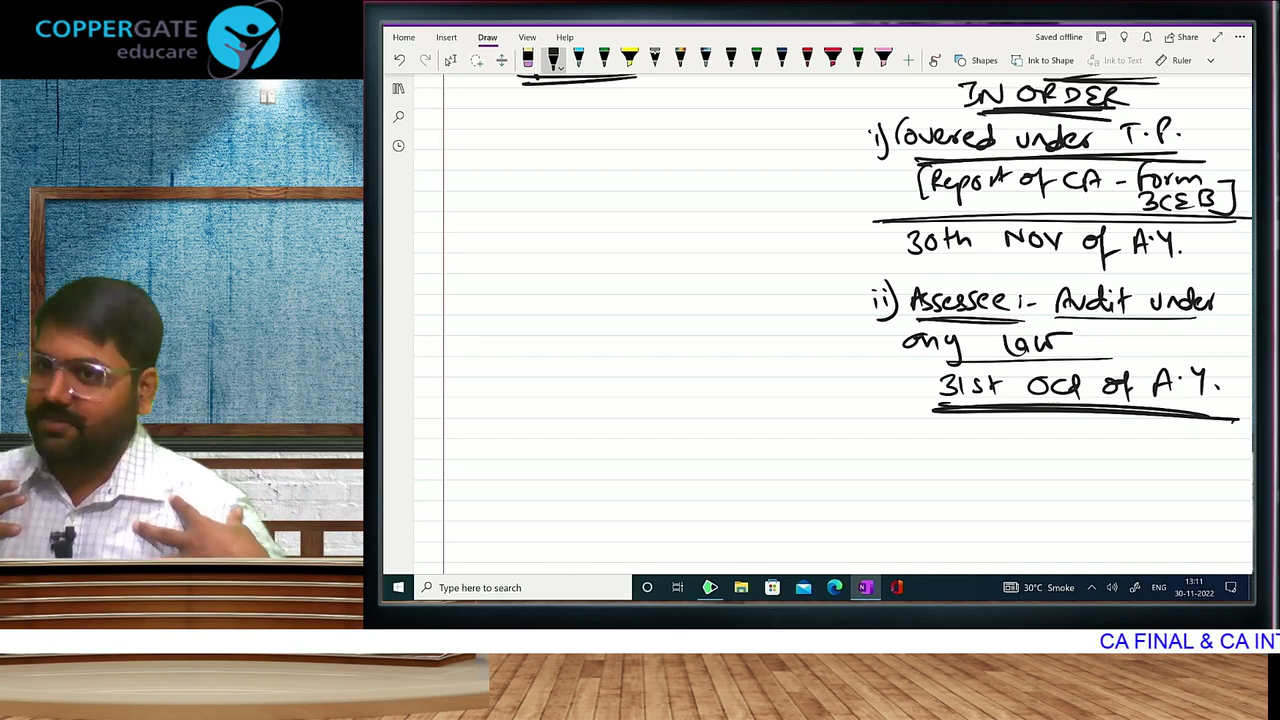 COPPERGATE
educare
Home Insert Draw View Help
Saved offline
Share
Shapes
Ink to Shape
Ink to Text
Ruler
IN ORDER
i) Covered under T.P.
[Report of CA - Form
3CEB]
30th NOV of A.Y.
ii) Assessee :- Audit under
any law
31st Oct of A.Y.
Type here to search
30°C Smoke
ENG
13:11
30-11-2022
CA FINAL & CA INT